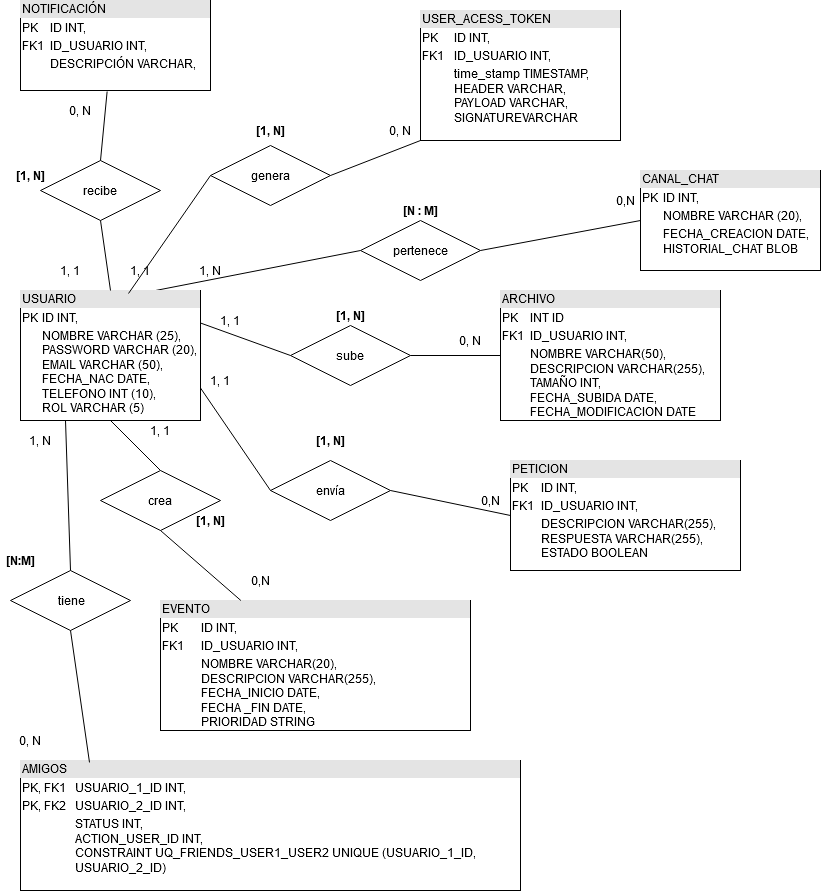 NOTIFICACIÓN
PK ID INT,
FK1 ID_USUARIO INT,
DESCRIPCIÓN VARCHAR,
USER_ACESS_TOKEN
PK ID INT,
FK1 ID_USUARIO INT,
time_stamp TIMESTAMP,
HEADER VARCHAR,
PAYLOAD VARCHAR,
SIGNATUREVARCHAR
0, N
[1, N]
0, N
[1, N]
recibe
genera
CANAL_CHAT
PK ID INT,
NOMBRE VARCHAR (20),
FECHA_CREACION DATE,
HISTORIAL_CHAT BLOB
[N : M]
0,N
pertenece
1, 1
1, 1
1, N
USUARIO
PK ID INT,
NOMBRE VARCHAR (25),
PASSWORD VARCHAR (20),
EMAIL VARCHAR (50),
FECHA_NAC DATE,
TELEFONO INT (10),
ROL VARCHAR (5)
1, 1
[1, N]
sube
0, N
ARCHIVO
PK INT ID
FK1 ID_USUARIO INT,
NOMBRE VARCHAR(50),
DESCRIPCION VARCHAR(255),
TAMAÑO INT,
FECHA_SUBIDA DATE,
FECHA_MODIFICACION DATE
1, 1
1, N
1, 1
[1, N]
envía
0,N
PETICION
PK ID INT,
FK1 ID_USUARIO INT,
DESCRIPCION VARCHAR(255),
RESPUESTA VARCHAR(255),
ESTADO BOOLEAN
crea
[1, N]
[N:M]
tiene
0,N
EVENTO
PK ID INT,
FK1 ID_USUARIO INT,
NOMBRE VARCHAR(20),
DESCRIPCION VARCHAR(255),
FECHA_INICIO DATE,
FECHA _FIN DATE,
PRIORIDAD STRING
0, N
AMIGOS
PK, FK1 USUARIO_1_ID INT,
PK, FK2 USUARIO_2_ID INT,
STATUS INT,
ACTION_USER_ID INT,
CONSTRAINT UQ_FRIENDS_USER1_USER2 UNIQUE (USUARIO_1_ID,
USUARIO_2_ID)